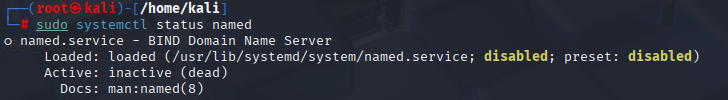 ┌──(root㉿kali)-[/home/kali]
└─# sudo systemctl status named
○ named.service - BIND Domain Name Server
     Loaded: loaded (/usr/lib/systemd/system/named.service; disabled; preset: disabled)
     Active: inactive (dead)
       Docs: man:named(8)